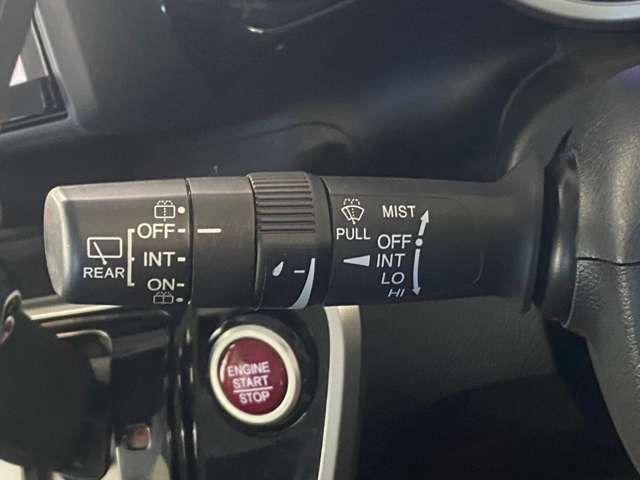 REAR
OFF
INT
ON
PULL
MIST
OFF
INT
LO
HI
ENGINE
START
STOP